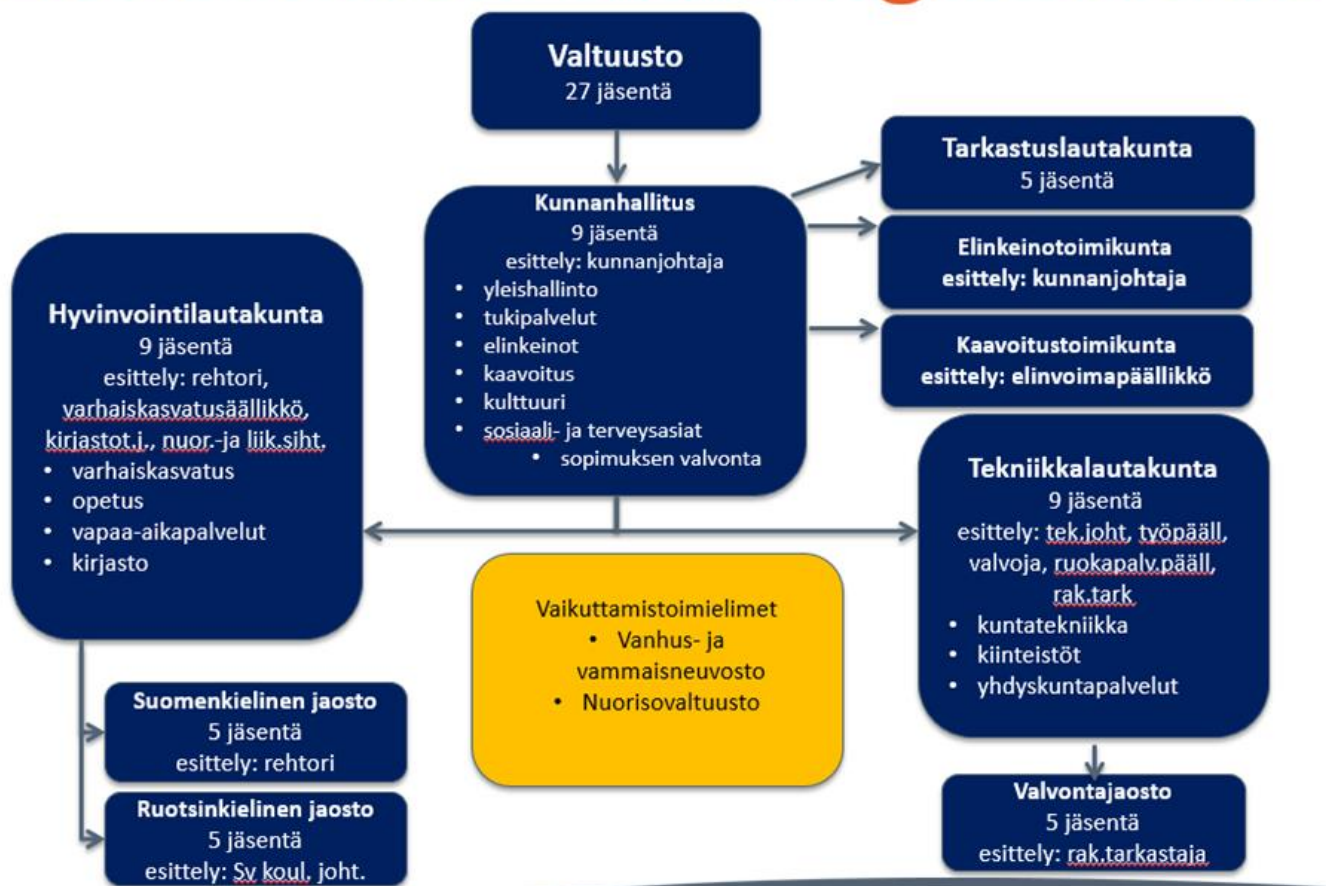 Valtuusto
27 jäsentä
Tarkastuslautakunta
5 jäsentä
Kunnanhallitus
9 jäsentä
esittely: kunnanjohtaja
• yleishallinto
• tukipalvelut
• elinkeinot
• kaavoitus
• kulttuuri
• sosiaali- ja terveysasiat
• sopimuksen valvonta
Elinkeinotoimikunta
esittely: kunnanjohtaja
Kaavoitustoimikunta
esittely: elinvoimapäällikkö
Hyvinvointilautakunta
9 jäsentä
esittely: rehtori,
varhaiskasvatusäällikkö,
kirjastot.j., nuor.-ja liik.siht.
• varhaiskasvatus
• opetus
• vapaa-aikapalvelut
• kirjasto
Tekniikkalautakunta
9 jäsentä
esittely: tek.joht, työpääll,
valvoja, ruokapalv.pääll,
rak.tark
• kuntatekniikka
• kiinteistöt
• yhdyskuntapalvelut
Vaikuttamistoimielimet
• Vanhus- ja
vammaisneuvosto
• Nuorisovaltuusto
Suomenkielinen jaosto
5 jäsentä
esittely: rehtori
Ruotsinkielinen jaosto
5 jäsentä
esittely: Sv koul. joht.
Valvontajaosto
5 jäsentä
esittely: rak.tarkastaja